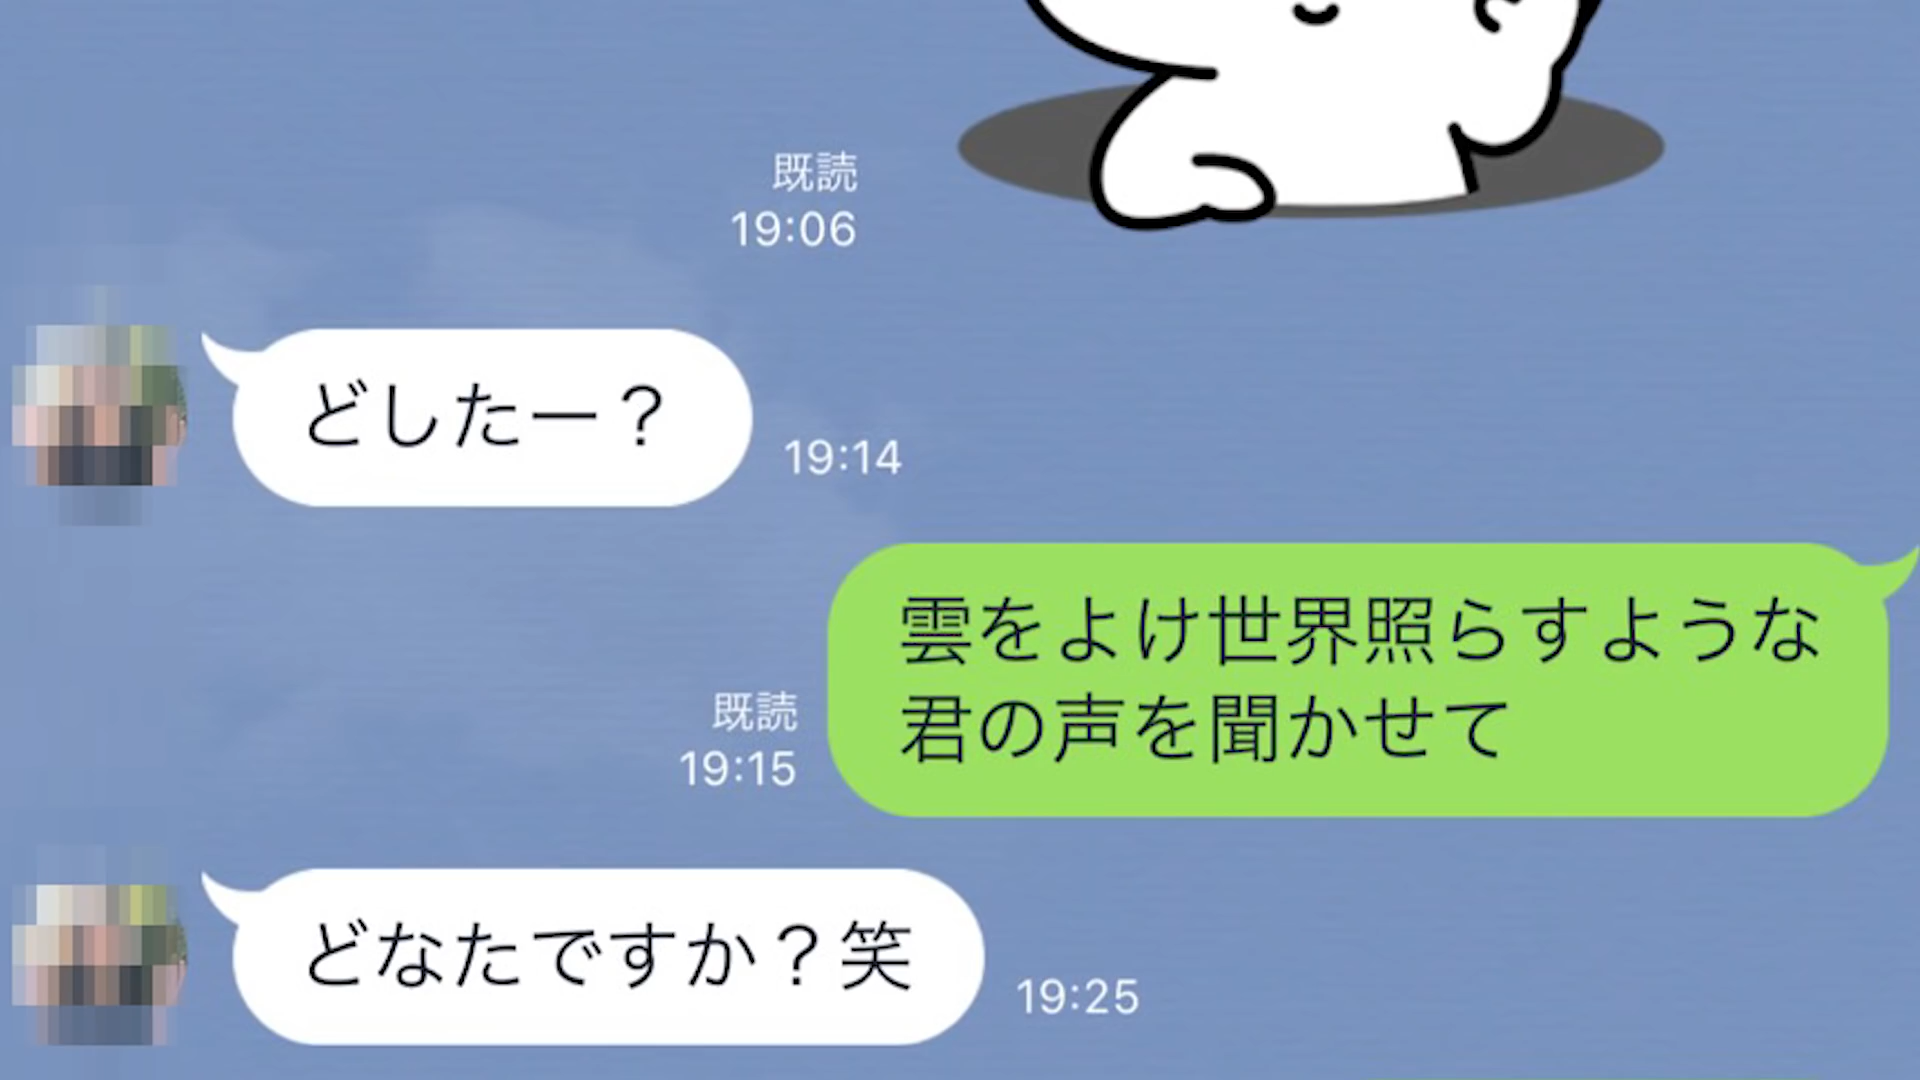 既読
19:06
どしたー？
19:14
雲をよけ世界照らすような
君の声を聞かせて
既読
19:15
どなたですか？笑
19:25